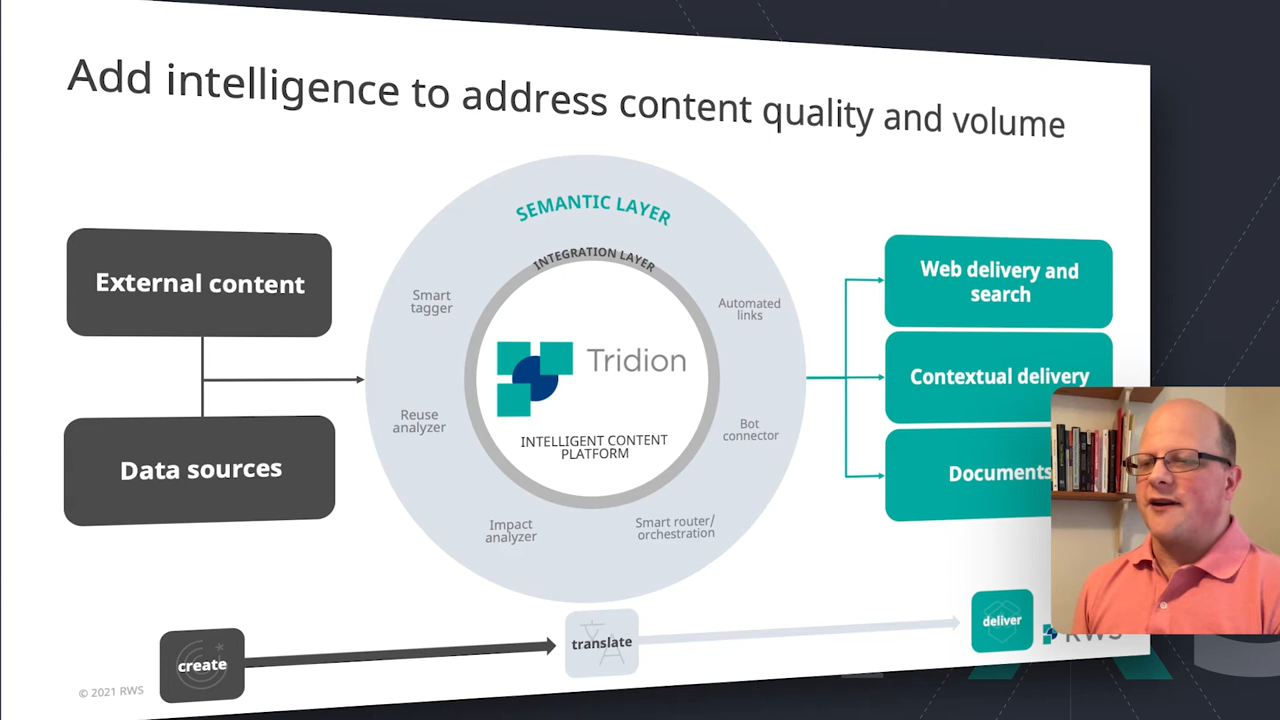 Add intelligence to address content quality and volume
SEMANTIC LAYER
INTEGRATION LAYER
External content
Data sources
Smart
tagger
Reuse
analyzer
Impact
analyzer
Smart router/
orchestration
Bot
connector
Automated
links
Tridion
INTELLIGENT CONTENT
PLATFORM
Web delivery and
search
Contextual delivery
Documents
create
translate
deliver
RWS
© 2021 RWS